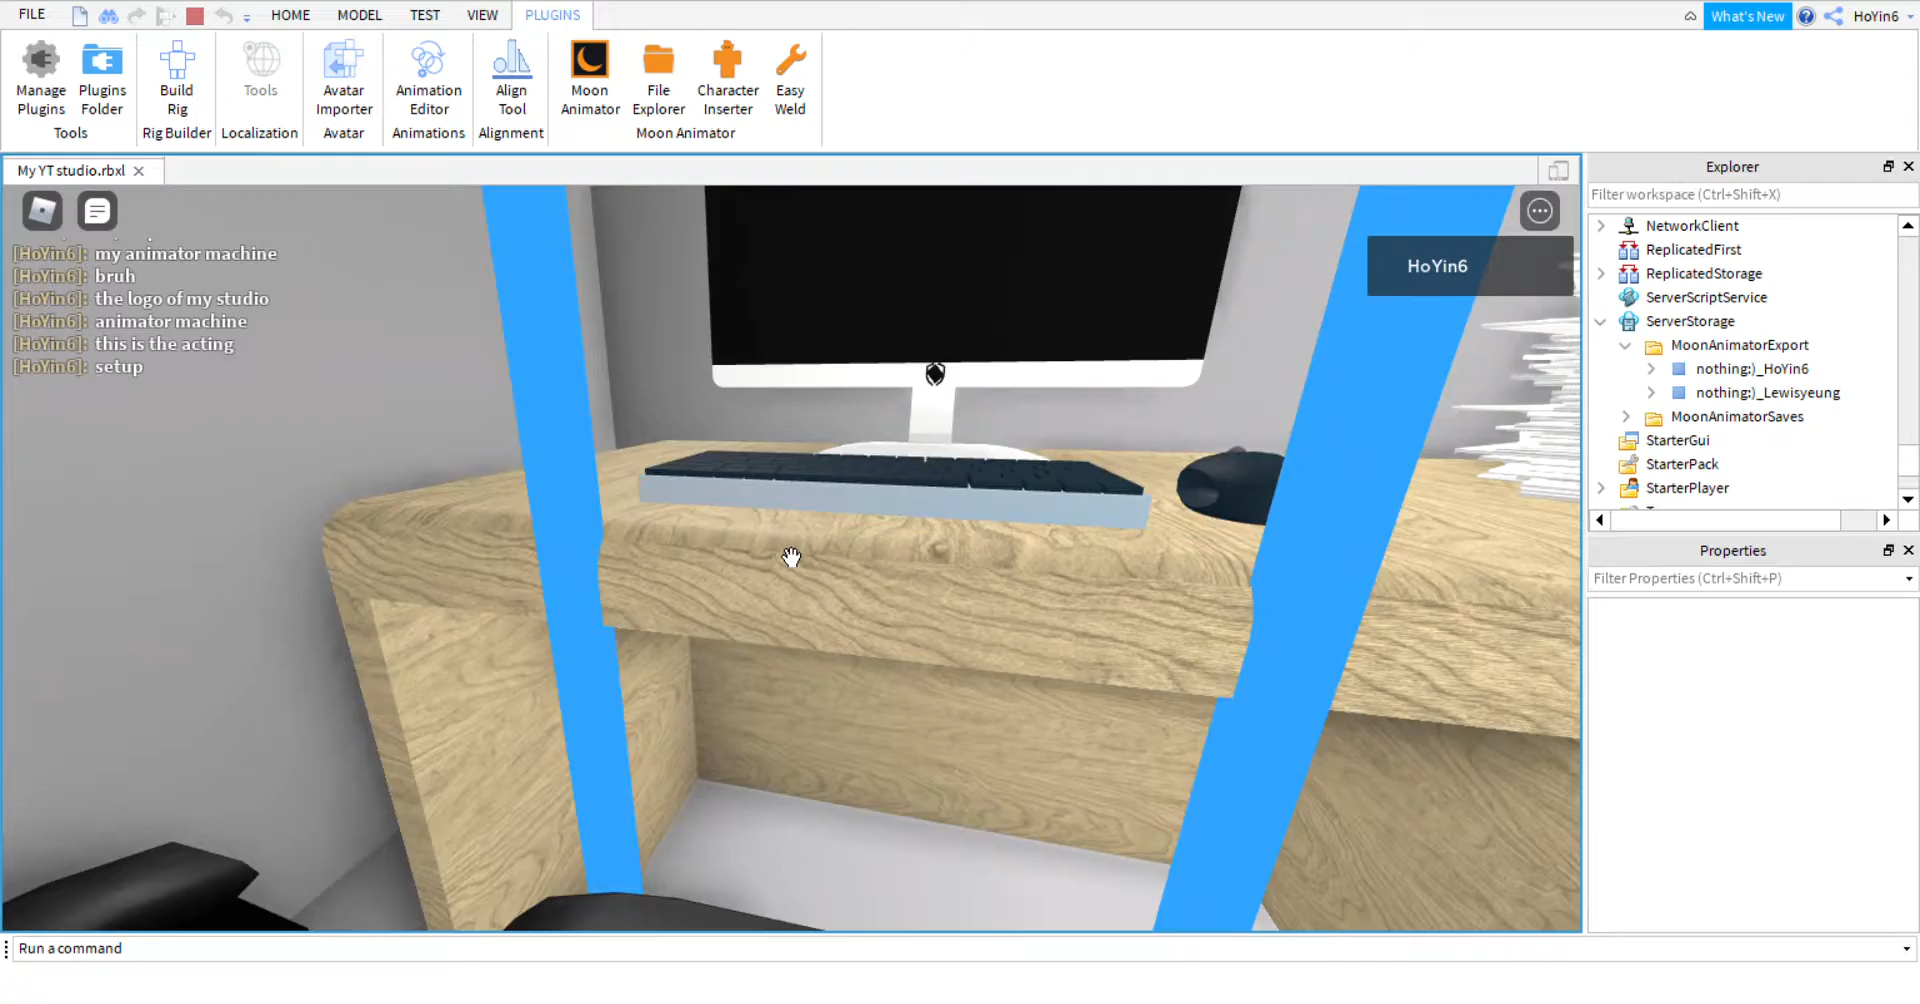 FILE HOME MODEL TEST VIEW PLUGINS What's New HoYin6
Manage Plugins
Plugins Folder
Build Rig
Tools
Avatar Importer
Animation Editor
Align Tool
Moon Animator
File Explorer
Character Inserter
Easy Weld
Tools Rig Builder Localization Avatar Animations Alignment Moon Animator
My YT studio.rbxl
[HoYin6]: my animator machine
[HoYin6]: bruh
[HoYin6]: the logo of my studio
[HoYin6]: animator machine
[HoYin6]: this is the acting
[HoYin6]: setup
HoYin6
Explorer
Filter workspace (Ctrl+Shift+X)
NetworkClient
ReplicatedFirst
ReplicatedStorage
ServerScriptService
ServerStorage
MoonAnimatorExport
nothing:)_HoYin6
nothing:)_Lewisyeung
MoonAnimatorSaves
StarterGui
StarterPack
StarterPlayer
Properties
Filter Properties (Ctrl+Shift+P)
Run a command